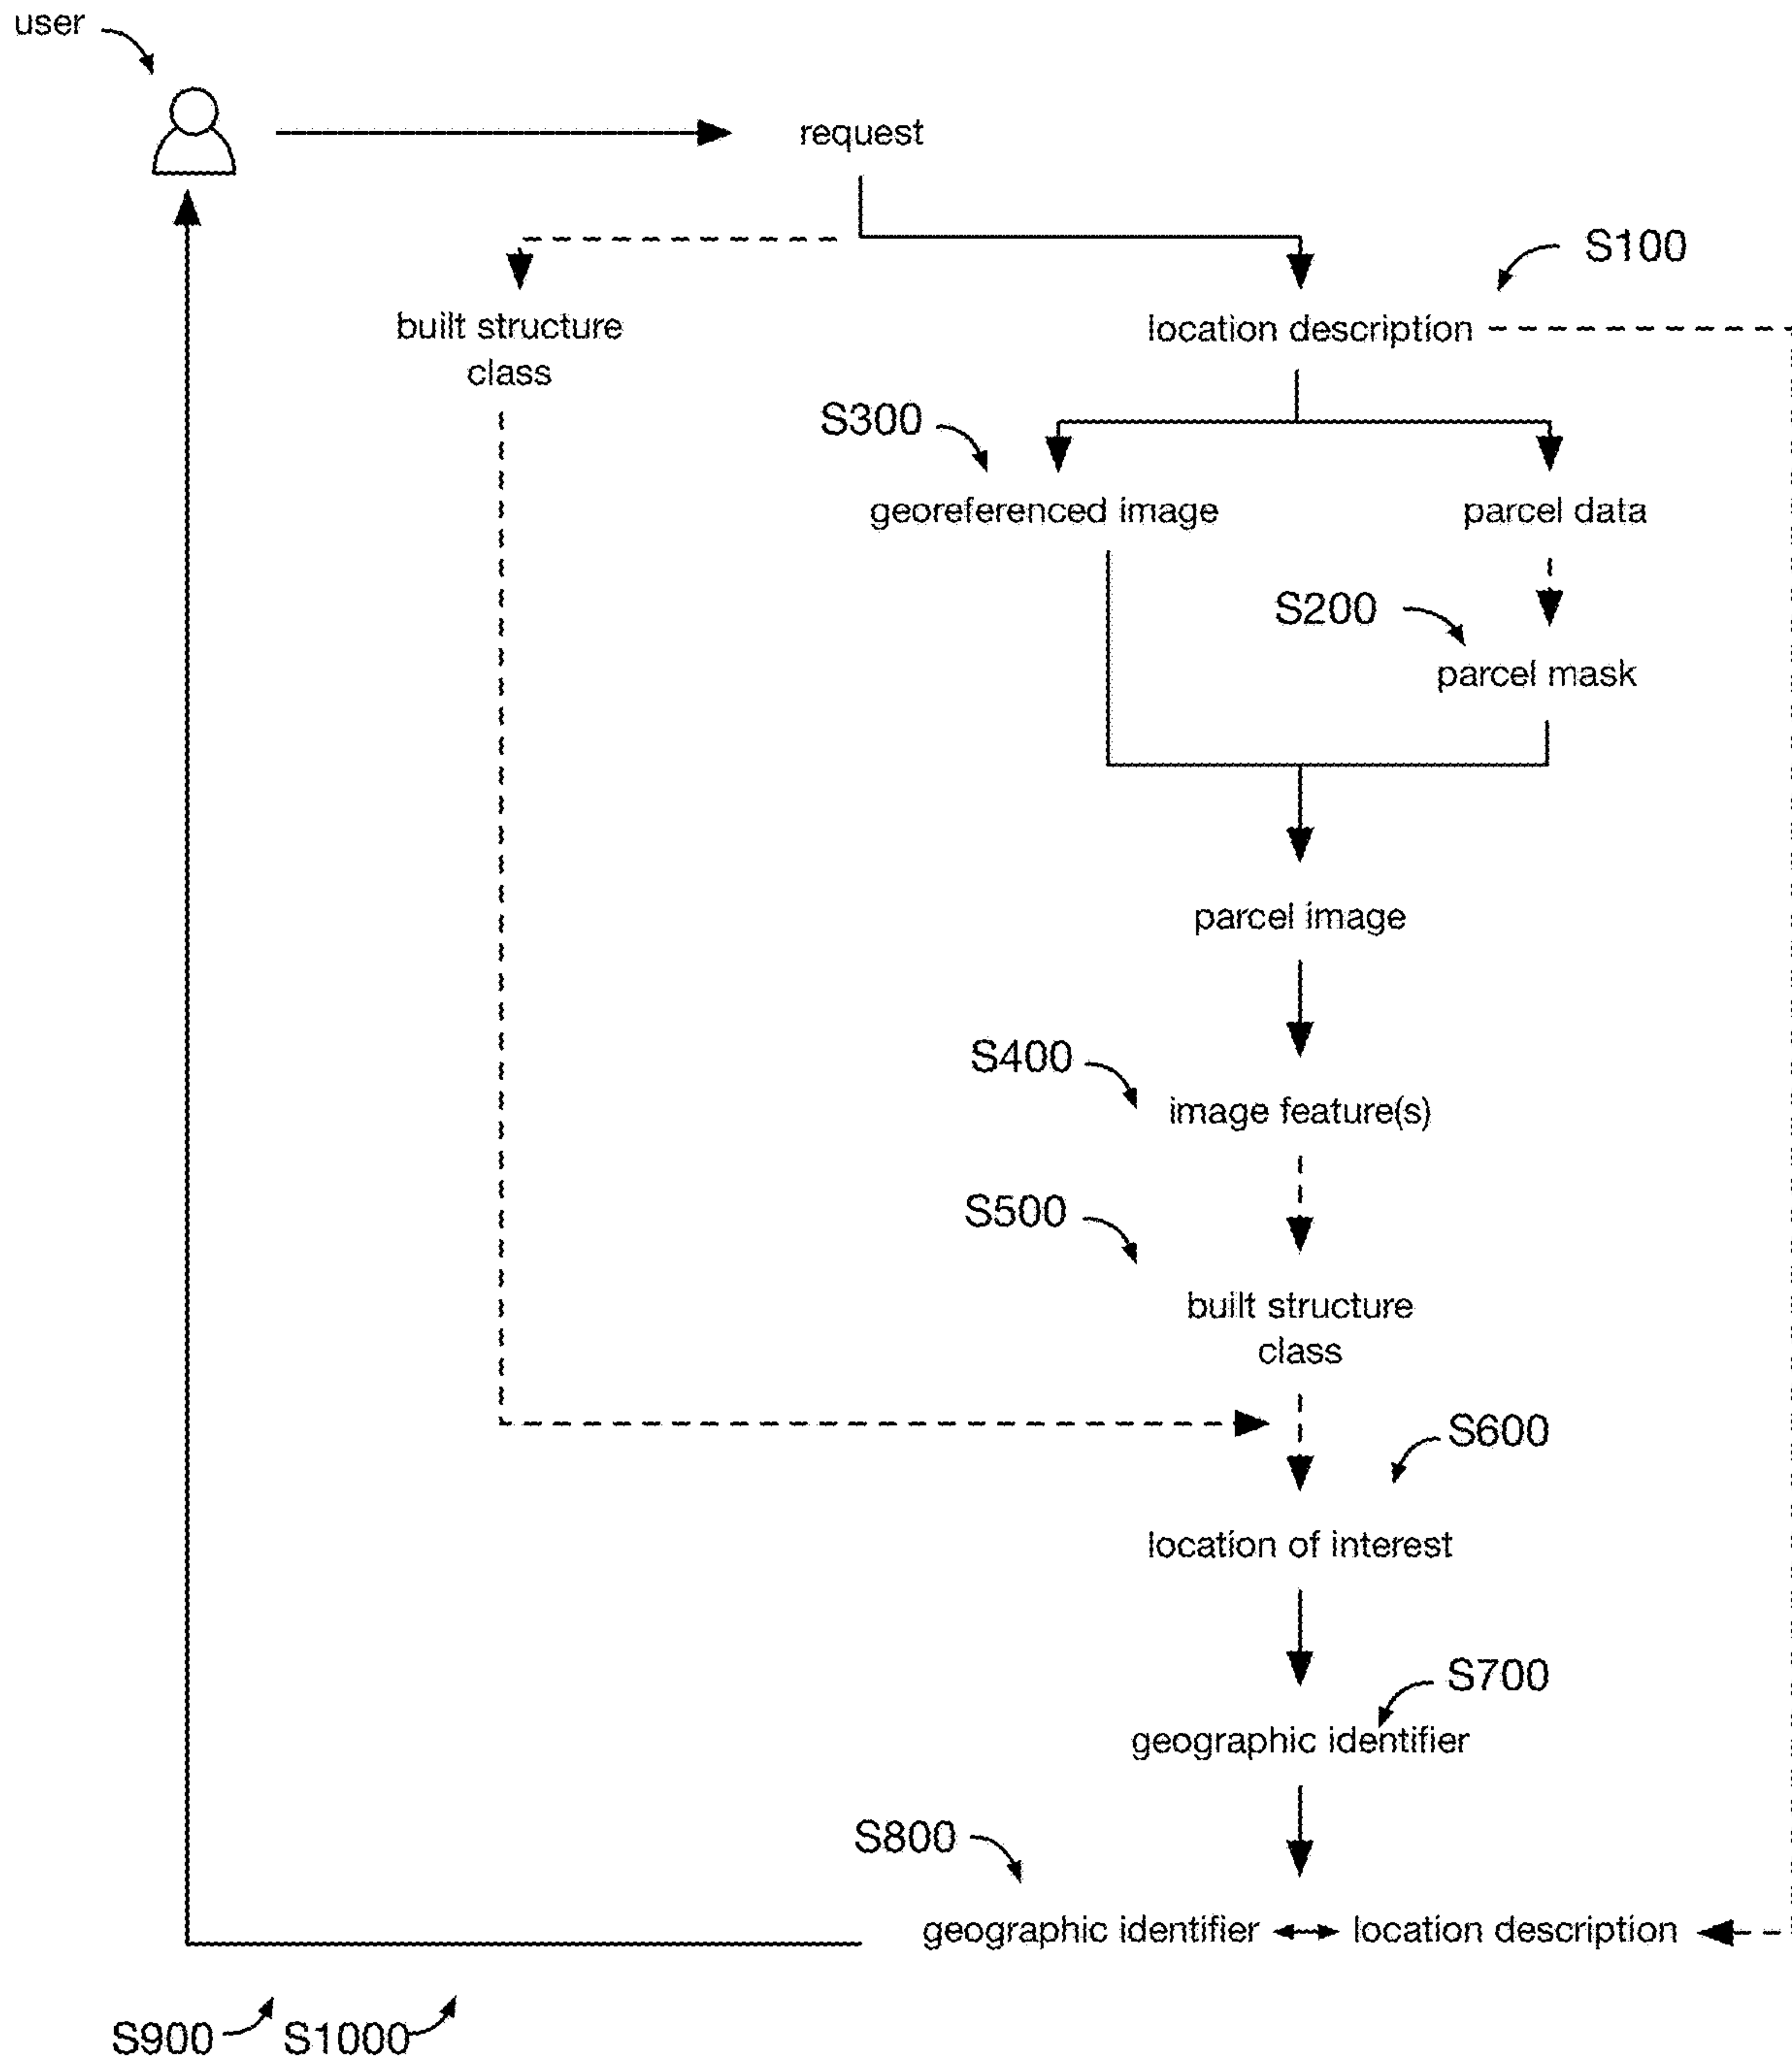 user
request
S100
built structure
class
location description
S300
georeferenced image
parcel data
S200
parcel mask
parcel image
S400
image feature(s)
S500
built structure
class
S600
location of interest
S700
geographic identifier
S800
geographic identifier
location description
S900
S1000